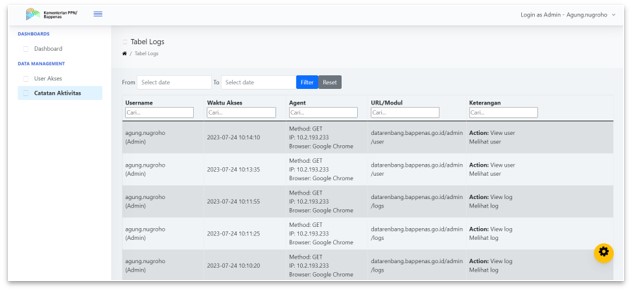 Kementerian PPN/
Bappenas
Login as Admin - Agung.nugroho
DASHBOARDS
Dashboard
DATA MANAGEMENT
User Akses
Catatan Aktivitas
Tabel Logs
/ Tabel Logs
From Select date To Select date Filter Reset
Username Waktu Akses Agent URL/Modul Keterangan
Cari... Cari... Cari... Cari... Cari...
agung.nugroho
(Admin)
2023-07-24 10:14:10
Method: GET
IP: 10.2.193.233
Browser: Google Chrome
datarenbang.bappenas.go.id/admin
/user
Action: View user
Melihat user
agung.nugroho
(Admin)
2023-07-24 10:13:35
Method: GET
IP: 10.2.193.233
Browser: Google Chrome
datarenbang.bappenas.go.id/admin
/user
Action: View user
Melihat user
agung.nugroho
(Admin)
2023-07-24 10:11:55
Method: GET
IP: 10.2.193.233
Browser: Google Chrome
datarenbang.bappenas.go.id/admin
/logs
Action: View log
Melihat log
agung.nugroho
(Admin)
2023-07-24 10:11:25
Method: GET
IP: 10.2.193.233
Browser: Google Chrome
datarenbang.bappenas.go.id/admin
/logs
Action: View log
Melihat log
agung.nugroho
(Admin)
2023-07-24 10:10:20
Method: GET
IP: 10.2.193.233
Browser: Google Chrome
datarenbang.bappenas.go.id/admin
/logs
Action: View log
Melihat log